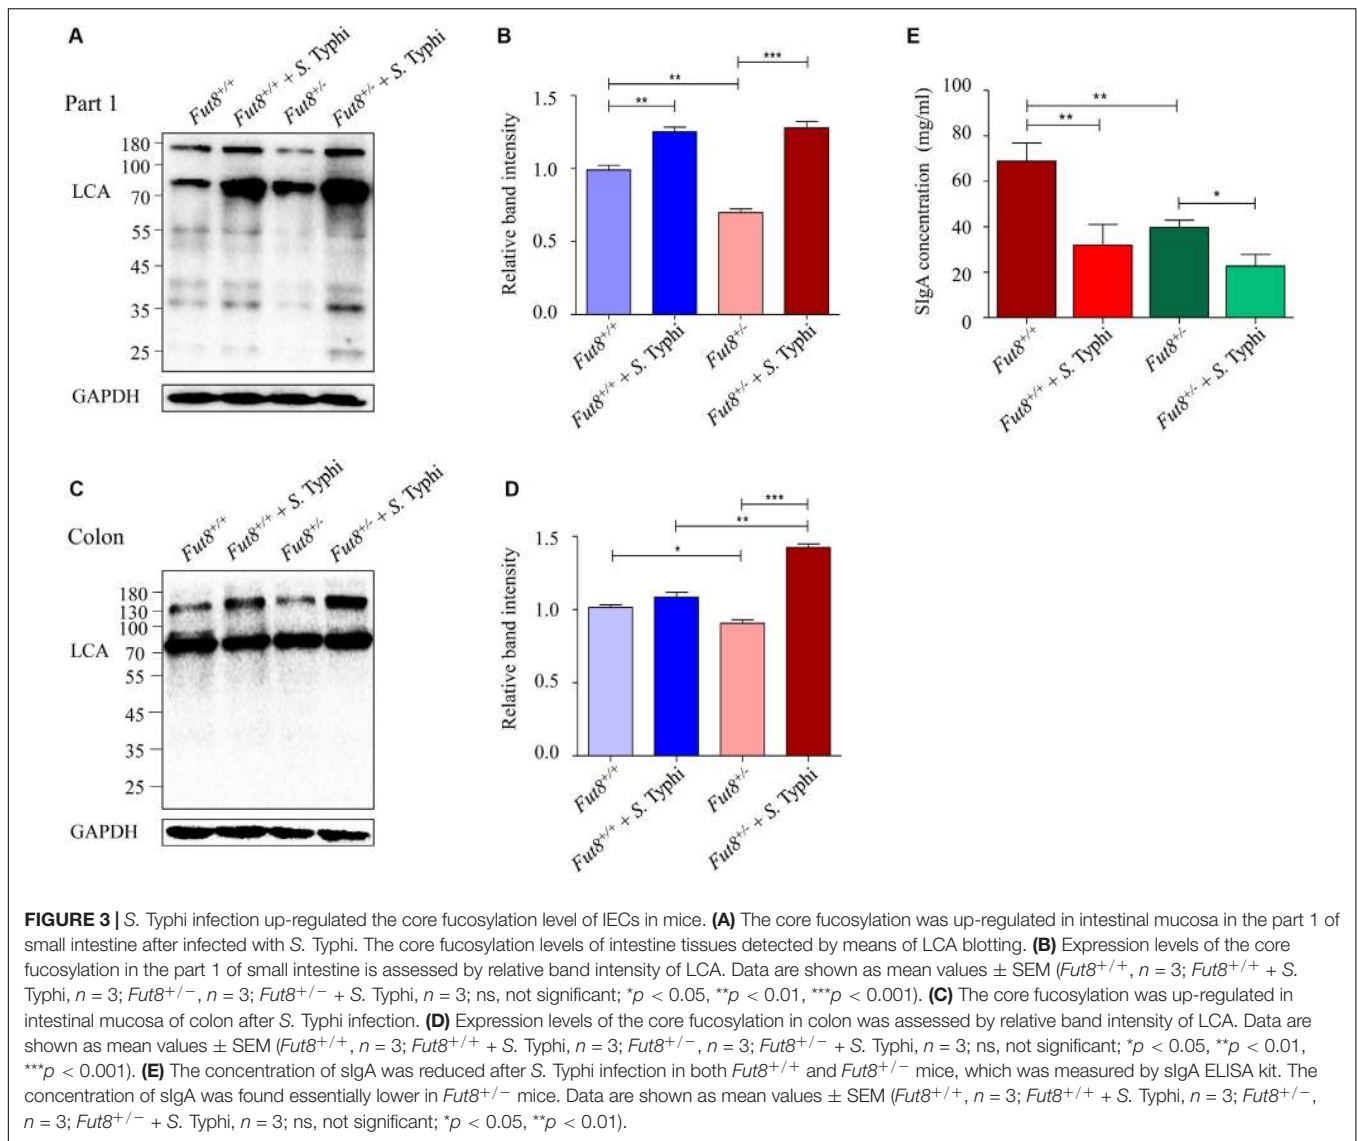 A
Fut8+/+
Fut8+/+ + S. Typhi
Fut8+/-
Fut8+/- + S. Typhi
Part 1
180
100
LCA
70
55
45
35
25
GAPDH
B
***
**
**
1.5
1.0
0.5
0.0
Relative band intensity
Fut8+/+
Fut8+/+ + S. Typhi
Fut8+/-
Fut8+/- + S. Typhi
E
100
80
60
40
20
0
SIgA concentration (mg/ml)
**
**
*
Fut8+/+
Fut8+/+ + S. Typhi
Fut8+/-
Fut8+/- + S. Typhi
C
Fut8+/+
Fut8+/+ + S. Typhi
Fut8+/-
Fut8+/- + S. Typhi
Colon
180
130
100
LCA
70
55
45
35
25
GAPDH
D
***
**
*
1.5
1.0
0.5
0.0
Relative band intensity
Fut8+/+
Fut8+/+ + S. Typhi
Fut8+/-
Fut8+/- + S. Typhi
FIGURE 3 | S. Typhi infection up-regulated the core fucosylation level of IECs in mice. (A) The core fucosylation was up-regulated in intestinal mucosa in the part 1 of
small intestine after infected with S. Typhi. The core fucosylation levels of intestine tissues detected by means of LCA blotting. (B) Expression levels of the core
fucosylation in the part 1 of small intestine is assessed by relative band intensity of LCA. Data are shown as mean values ± SEM (Fut8+/+, n = 3; Fut8+/+ + S.
Typhi, n = 3; Fut8+/−, n = 3; Fut8+/− + S. Typhi, n = 3; ns, not significant; *p < 0.05, **p < 0.01, ***p < 0.001). (C) The core fucosylation was up-regulated in
intestinal mucosa of colon after S. Typhi infection. (D) Expression levels of the core fucosylation in colon was assessed by relative band intensity of LCA. Data are
shown as mean values ± SEM (Fut8+/+, n = 3; Fut8+/+ + S. Typhi, n = 3; Fut8+/−, n = 3; Fut8+/− + S. Typhi, n = 3; ns, not significant; *p < 0.05, **p < 0.01,
***p < 0.001). (E) The concentration of sIgA was reduced after S. Typhi infection in both Fut8+/+ and Fut8+/− mice, which was measured by sIgA ELISA kit. The
concentration of sIgA was found essentially lower in Fut8+/− mice. Data are shown as mean values ± SEM (Fut8+/+, n = 3; Fut8+/+ + S. Typhi, n = 3; Fut8+/−,
n = 3; Fut8+/− + S. Typhi, n = 3; ns, not significant; *p < 0.05, **p < 0.01).